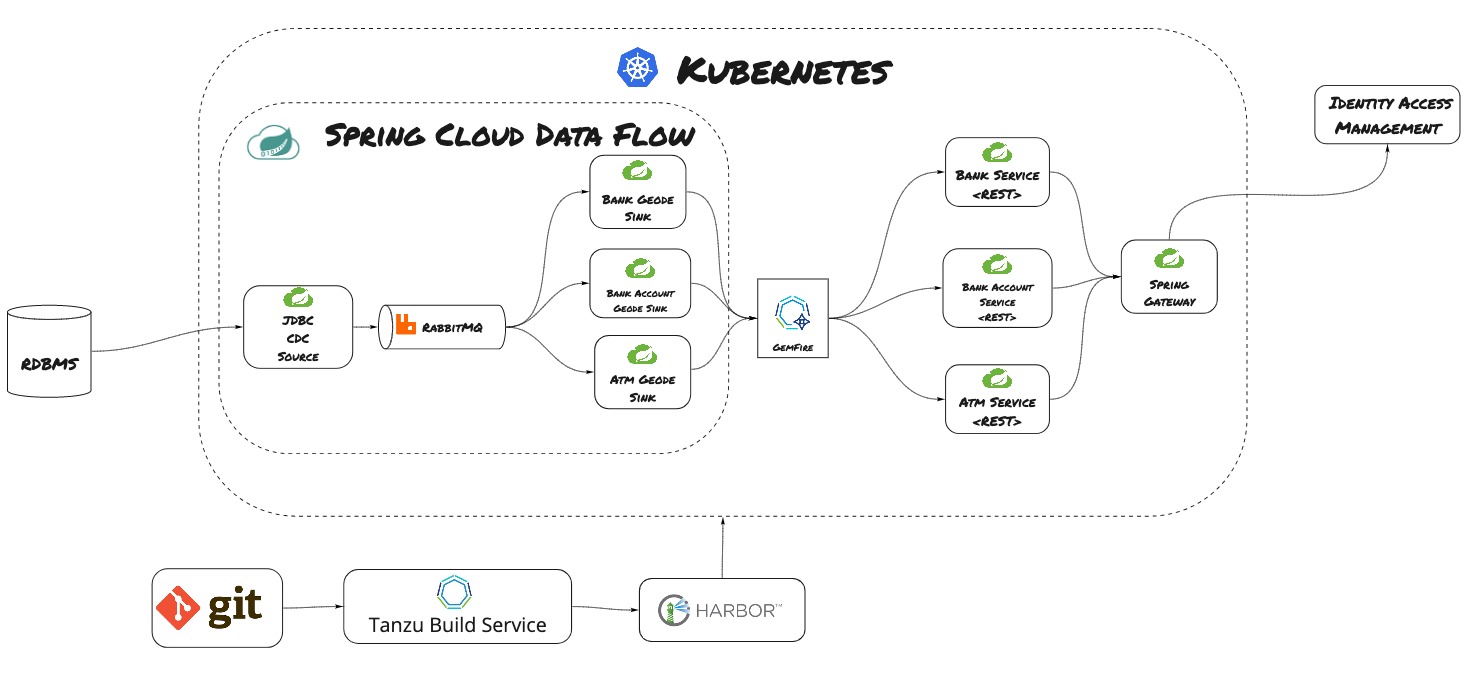 Kubernetes
Spring Cloud Data Flow
Identity Access
Management
Bank Geode
Sink
Bank Service
<REST>
RDBMS
JDBC
CDC
Source
RabbitMQ
Bank Account
Geode Sink
GemFire
Bank Account
Service
<REST>
Spring
Gateway
ATM Geode
Sink
ATM Service
<REST>
git
Tanzu Build Service
HARBOR™